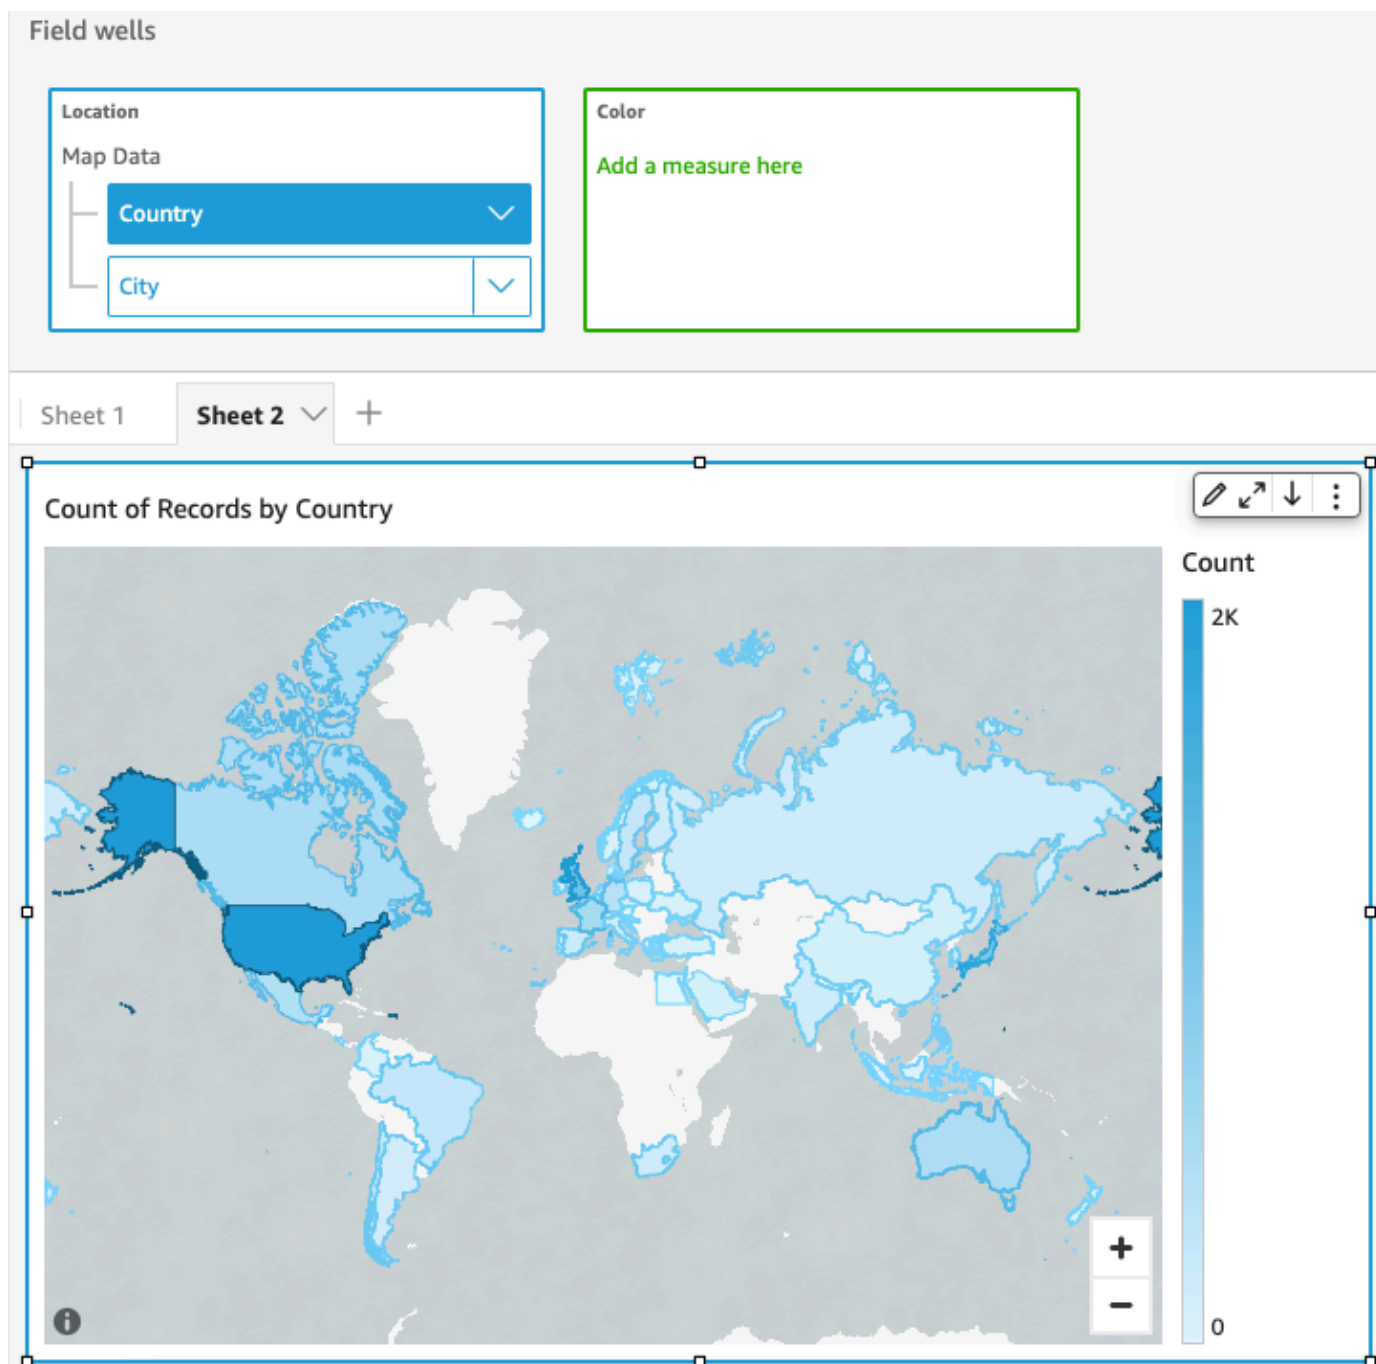 Field wells
Location
Map Data
Country
City
Color
Add a measure here
Sheet 1
Sheet 2
Count of Records by Country
Count
2K
0